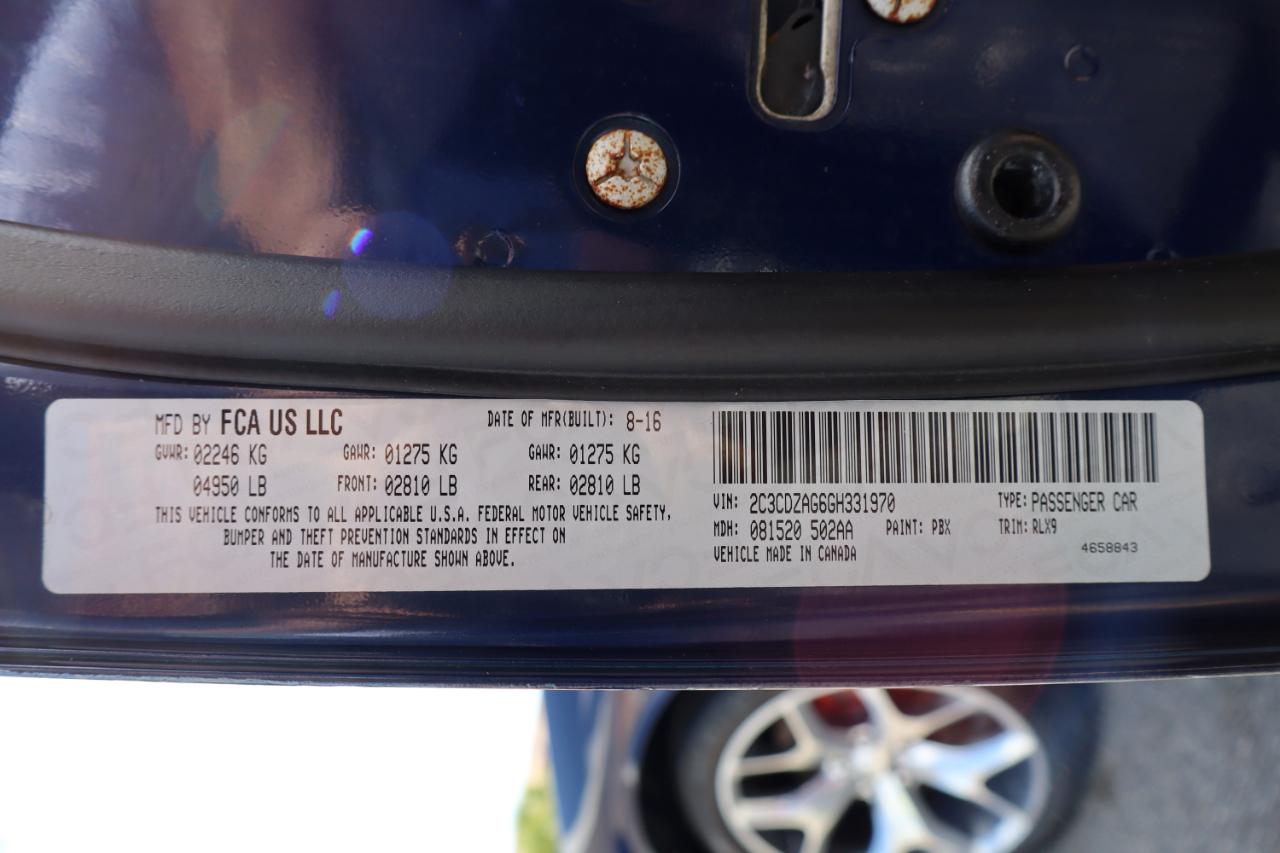 MFD BY FCA US LLC DATE OF MFR(BUILT): 8-16
GVWR: 02246 KG GAWR: 01275 KG GAWR: 01275 KG
04950 LB FRONT: 02810 LB REAR: 02810 LB
THIS VEHICLE CONFORMS TO ALL APPLICABLE U.S.A. FEDERAL MOTOR VEHICLE SAFETY,
BUMPER AND THEFT PREVENTION STANDARDS IN EFFECT ON
THE DATE OF MANUFACTURE SHOWN ABOVE.
VIN: 2C3CDZAG6GH331970 TYPE: PASSENGER CAR
MDH: 081520 502AA PAINT: PBX TRIM: RLX9
VEHICLE MADE IN CANADA
4658843